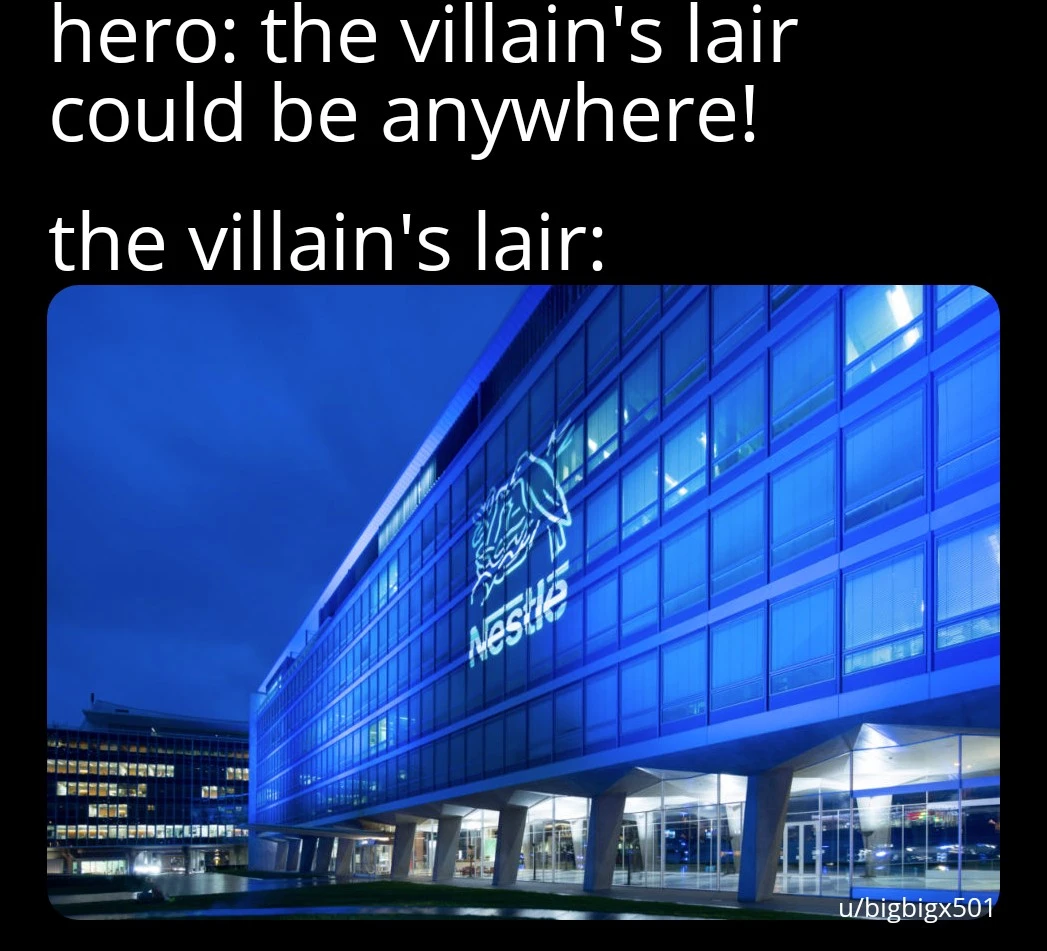 hero: the villain's lair
could be anywhere!
the villain's lair:
Nestlé
u/bigbigx501